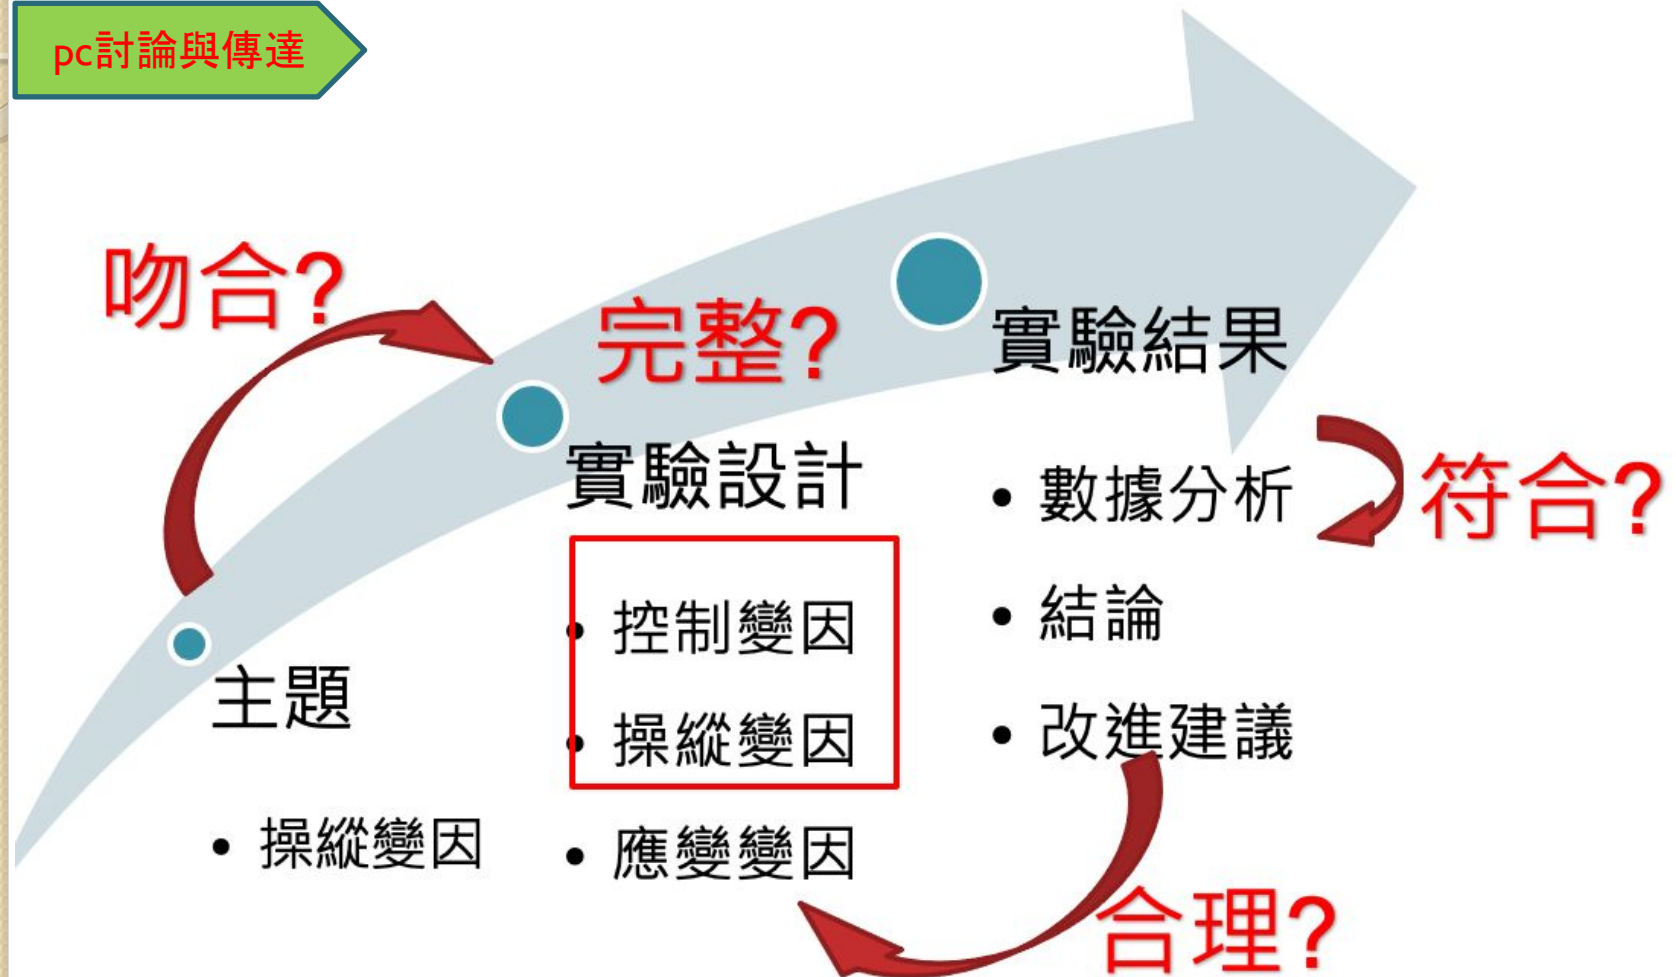 pc討論與傳達
吻合?
主題
• 操縱變因
完整?
實驗設計
• 控制變因
• 操縱變因
• 應變變因
實驗結果
• 數據分析
• 結論
• 改進建議
符合?
合理?